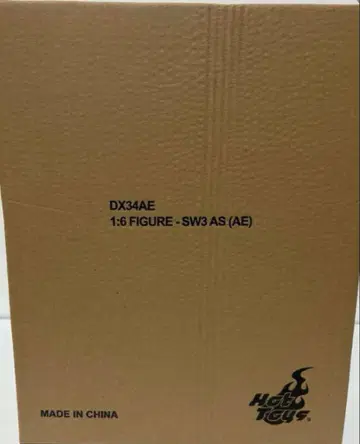 DX34AE
1:6 FIGURE - SW3 AS (AE)
MADE IN CHINA
Hot
Toys